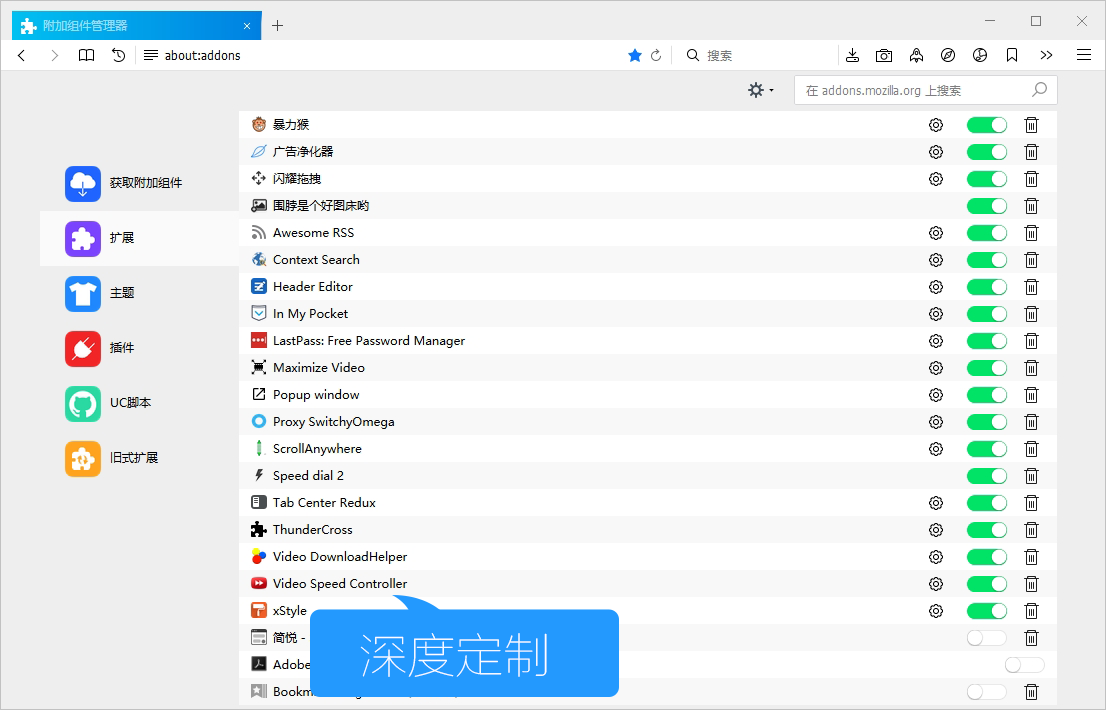 附加组件管理器
about:addons
搜索
在 addons.mozilla.org 上搜索
获取附加组件
扩展
主题
插件
UC脚本
旧式扩展
暴力猴
广告净化器
闪耀拖拽
围脖是个好图床哟
Awesome RSS
Context Search
Header Editor
In My Pocket
LastPass: Free Password Manager
Maximize Video
Popup window
Proxy SwitchyOmega
ScrollAnywhere
Speed dial 2
Tab Center Redux
ThunderCross
Video DownloadHelper
Video Speed Controller
xStyle
简悦 -
Adobe
深度定制